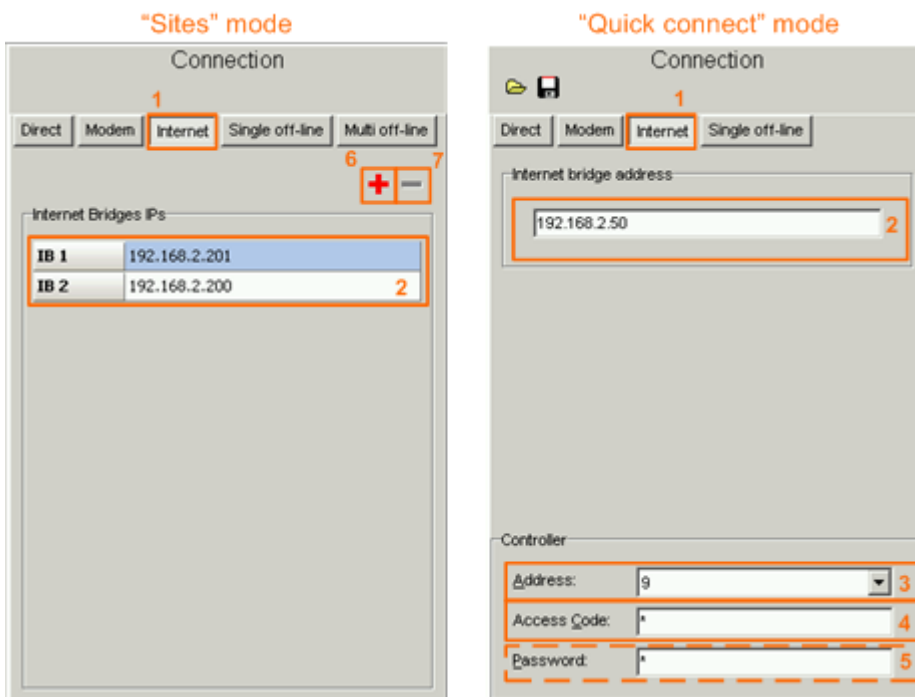 “Sites” mode
Connection
1
Direct Modem Internet Single off-line Multi off-line
6 7
Internet Bridges IPs
IB 1 192.168.2.201
IB 2 192.168.2.200 2
“Quick connect” mode
Connection
1
Direct Modem Internet Single off-line
Internet bridge address
192.168.2.50 2
Controller
Address: 9 3
Access Code: * 4
Password: * 5